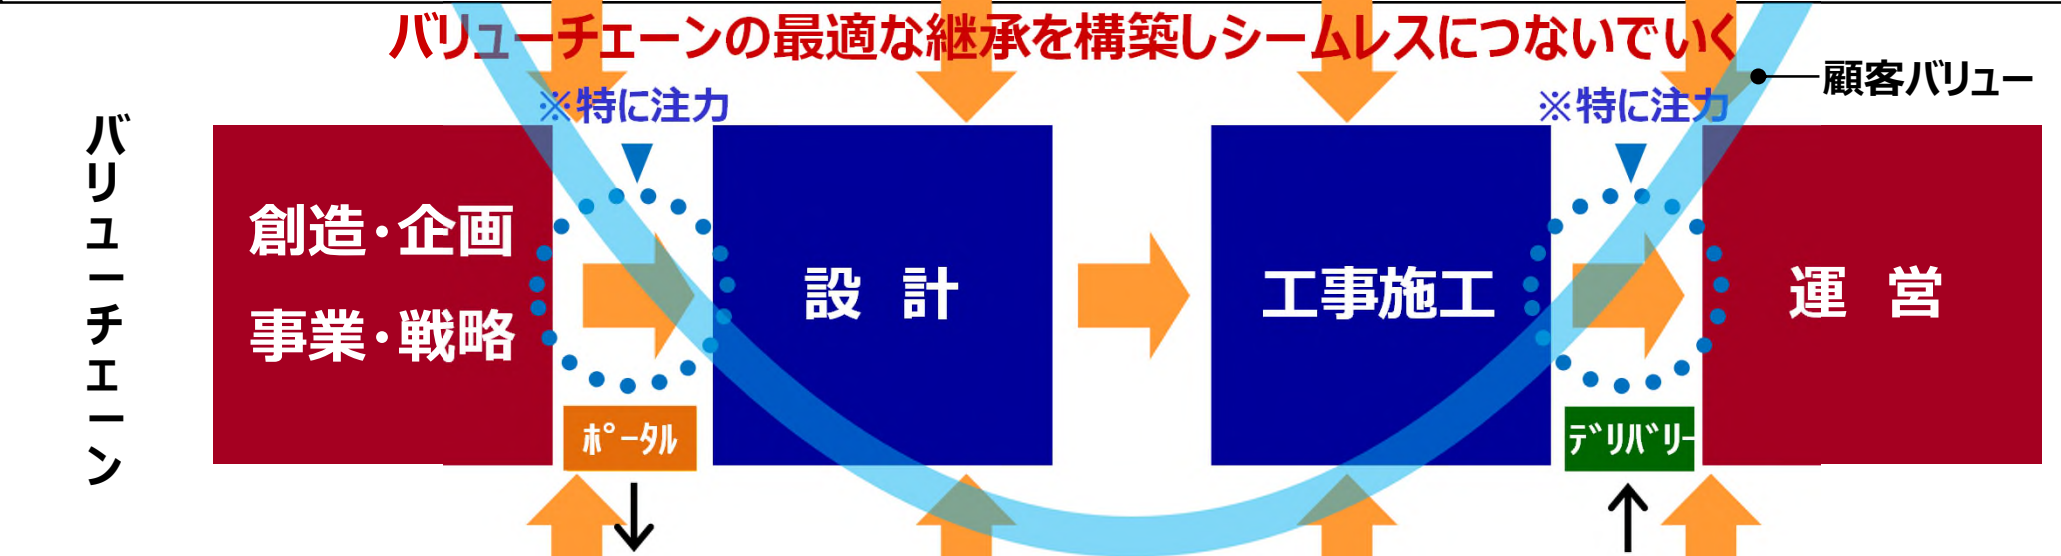 バリューチェーンの最適な継承を構築しシームレスにつないでいく
顧客バリュー
※特に注力
※特に注力
バリューチェーン
創造・企画
事業・戦略
設 計
工事施工
運 営
ﾎﾟｰﾀﾙ
ﾃﾞﾘﾊﾞﾘｰ